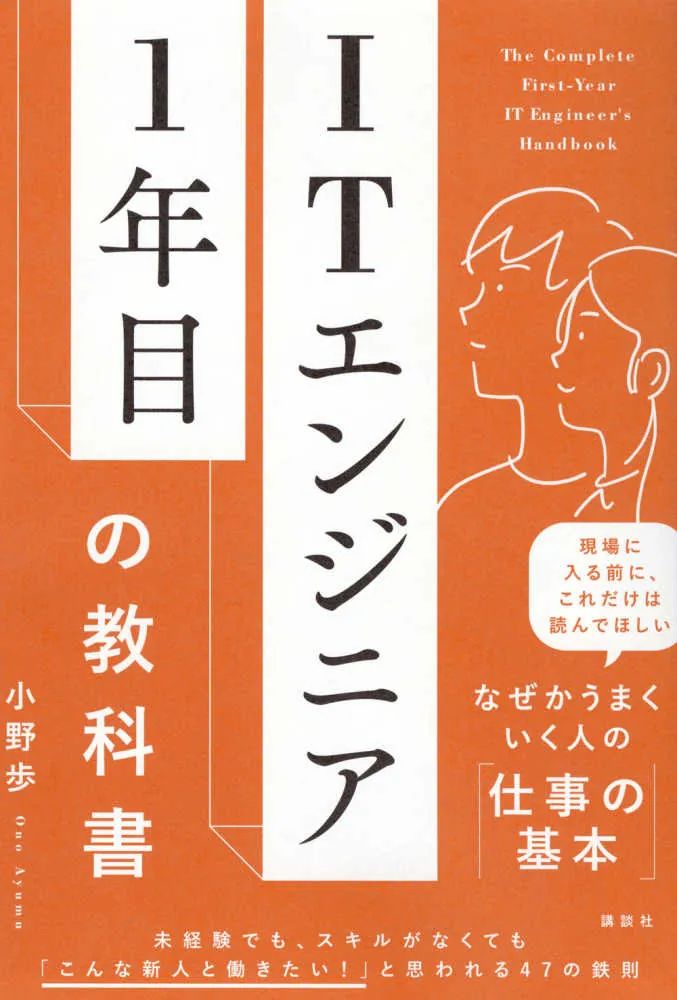 ITエンジニア
1年目
の教科書
The Complete
First-Year
IT Engineer's
Handbook
現場に
入る前に、
これだけは
読んでほしい
なぜかうまく
いく人の
「仕事の
基本」
小野歩 Ono Ayumu
講談社
未経験でも、スキルがなくても
「こんな新人と働きたい！」と思われる47の鉄則